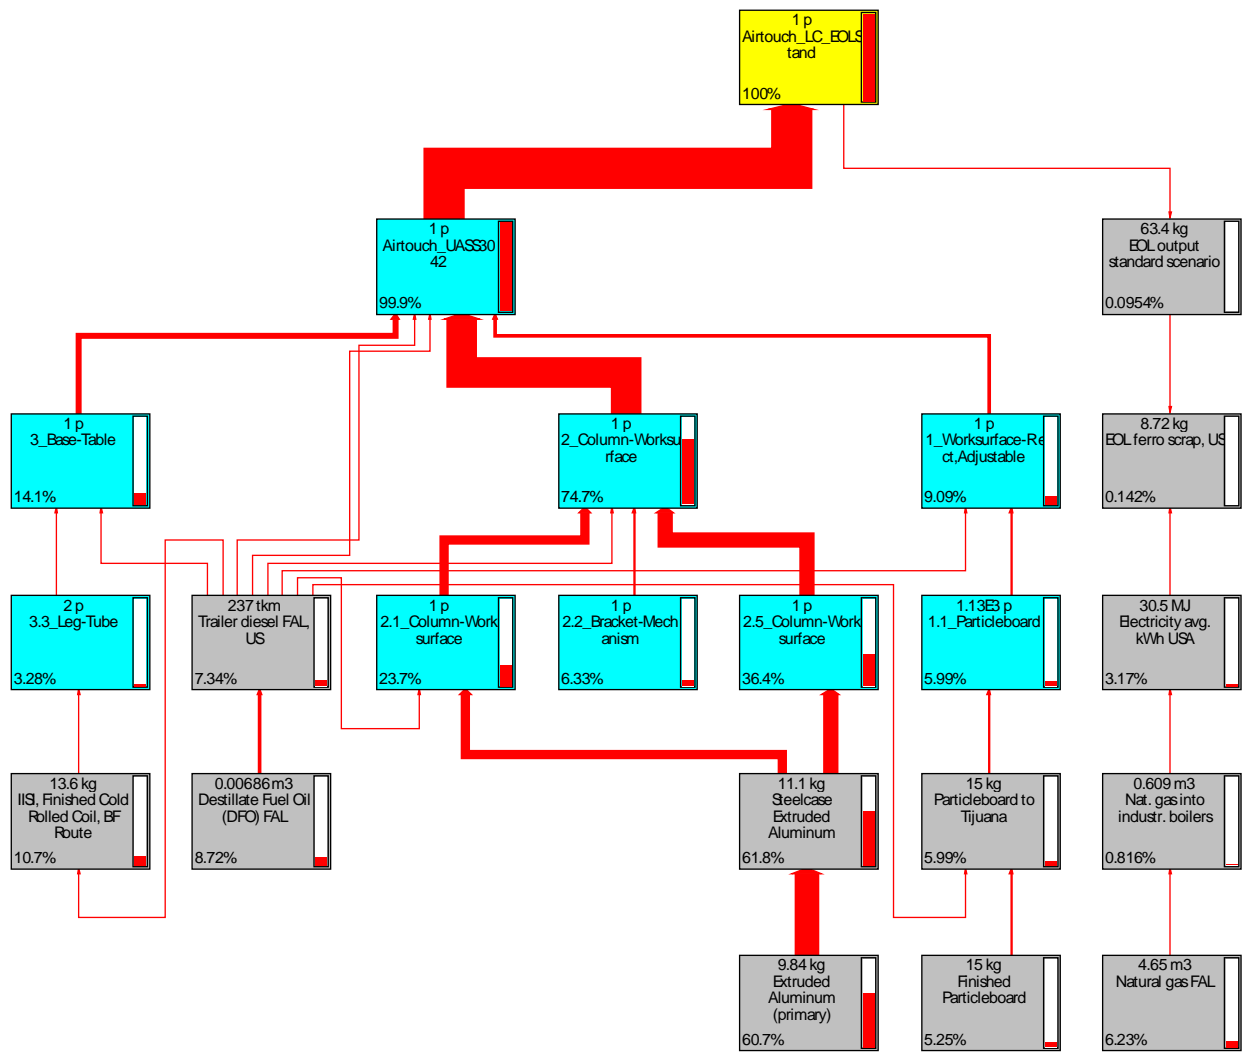 1 p
Airtouch_LC_EOLS
tand
100%
1 p
Airtouch_UASS30
42
99.9%
63.4 kg
EOL output
standard scenario
0.0954%
1 p
3_Base-Table
14.1%
1 p
2_Column-Worksu
rface
74.7%
1 p
1_Worksurface-Re
ct,Adjustable
9.09%
8.72 kg
EOL ferro scrap, US
0.142%
2 p
3.3_Leg-Tube
3.28%
237 tkm
Trailer diesel FAL,
US
7.34%
1 p
2.1_Column-Work
surface
23.7%
1 p
2.2_Bracket-Mech
anism
6.33%
1 p
2.5_Column-Work
surface
36.4%
1.13E3 p
1.1_Particleboard
5.99%
30.5 MJ
Electricity avg.
kWh USA
3.17%
13.6 kg
IISI, Finished Cold
Rolled Coil, BF
Route
10.7%
0.00686 m3
Destillate Fuel Oil
(DFO) FAL
8.72%
11.1 kg
Steelcase
Extruded
Aluminum
61.8%
15 kg
Particleboard to
Tijuana
5.99%
0.609 m3
Nat. gas into
industr. boilers
0.816%
9.84 kg
Extruded
Aluminum
(primary)
60.7%
15 kg
Finished
Particleboard
5.25%
4.65 m3
Natural gas FAL
6.23%